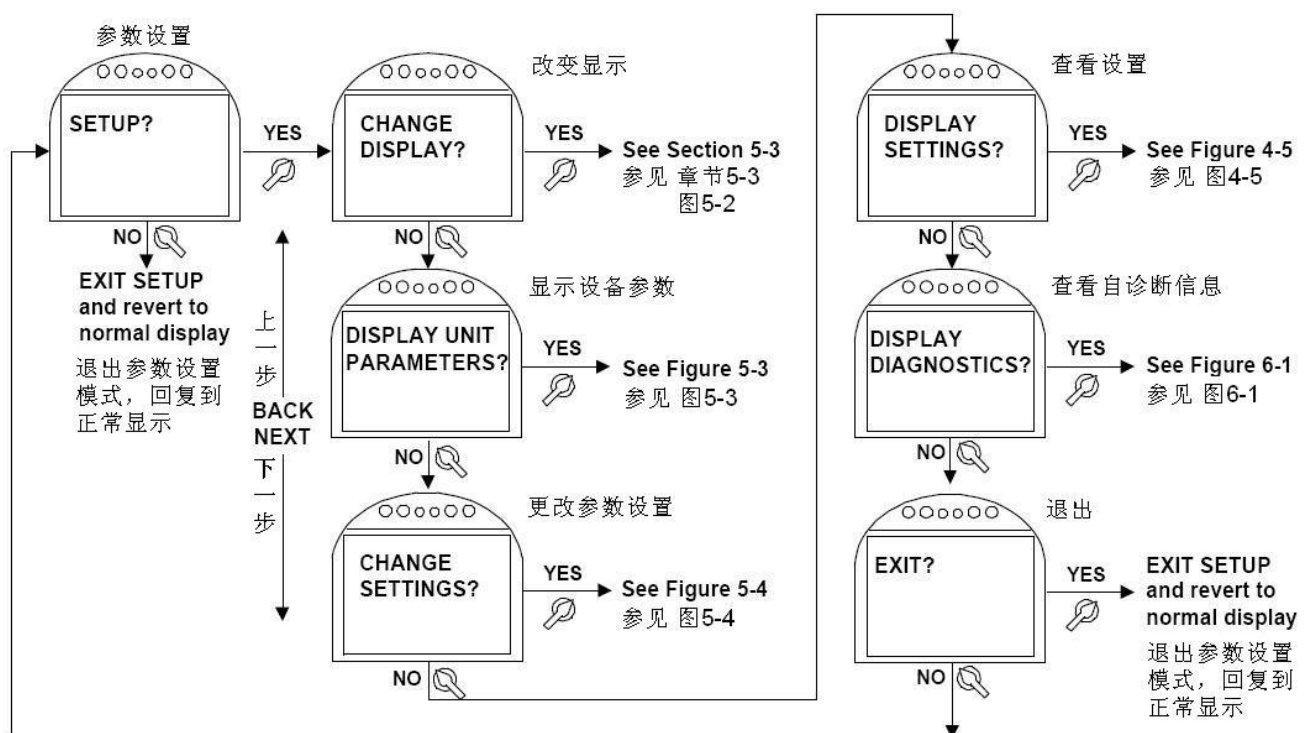 参数设置
SETUP?
YES
NO
EXIT SETUP
and revert to
normal display
退出参数设置
模式，回复到
正常显示
上一步
BACK
NEXT
下一步
改变显示
CHANGE
DISPLAY?
YES
See Section 5-3
参见 章节5-3
图5-2
NO
显示设备参数
DISPLAY UNIT
PARAMETERS?
YES
See Figure 5-3
参见 图5-3
NO
更改参数设置
CHANGE
SETTINGS?
YES
See Figure 5-4
参见 图5-4
NO
查看设置
DISPLAY
SETTINGS?
YES
See Figure 4-5
参见 图4-5
NO
查看自诊断信息
DISPLAY
DIAGNOSTICS?
YES
See Figure 6-1
参见 图6-1
NO
退出
EXIT?
YES
EXIT SETUP
and revert to
normal display
退出参数设置
模式，回复到
正常显示
NO